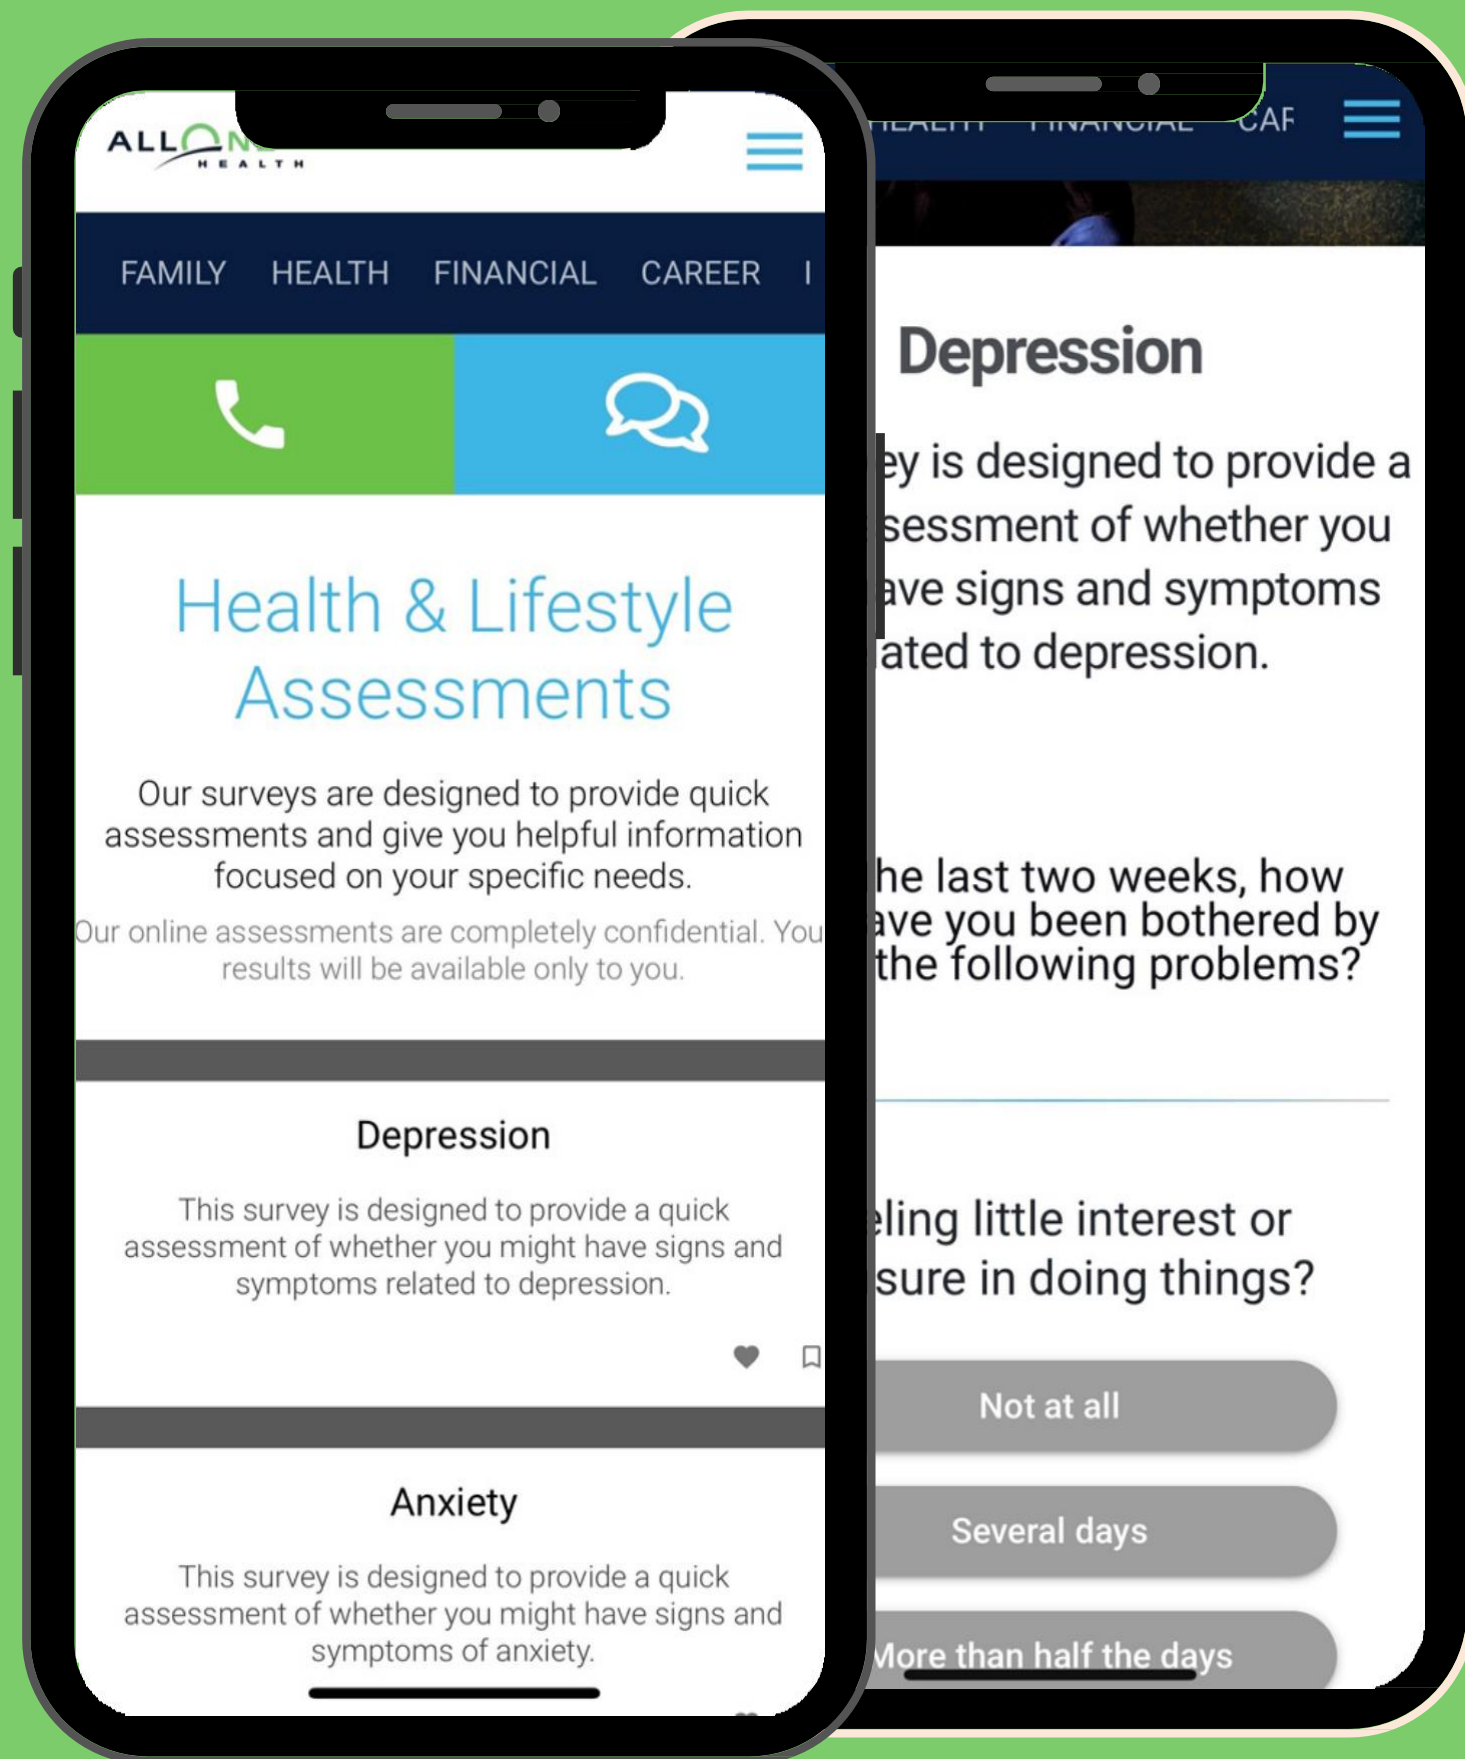 ALLONE
HEALTH
FAMILY HEALTH FINANCIAL CAREER
Health & Lifestyle
Assessments
Our surveys are designed to provide quick
assessments and give you helpful information
focused on your specific needs.
Our online assessments are completely confidential. You
results will be available only to you.
Depression
This survey is designed to provide a quick
assessment of whether you might have signs and
symptoms related to depression.
Anxiety
This survey is designed to provide a quick
assessment of whether you might have signs and
symptoms of anxiety.
HEALTH FINANCIAL CAR
Depression
ey is designed to provide a
sessment of whether you
ave signs and symptoms
ated to depression.
he last two weeks, how
ave you been bothered by
the following problems?
eling little interest or
sure in doing things?
Not at all
Several days
More than half the days